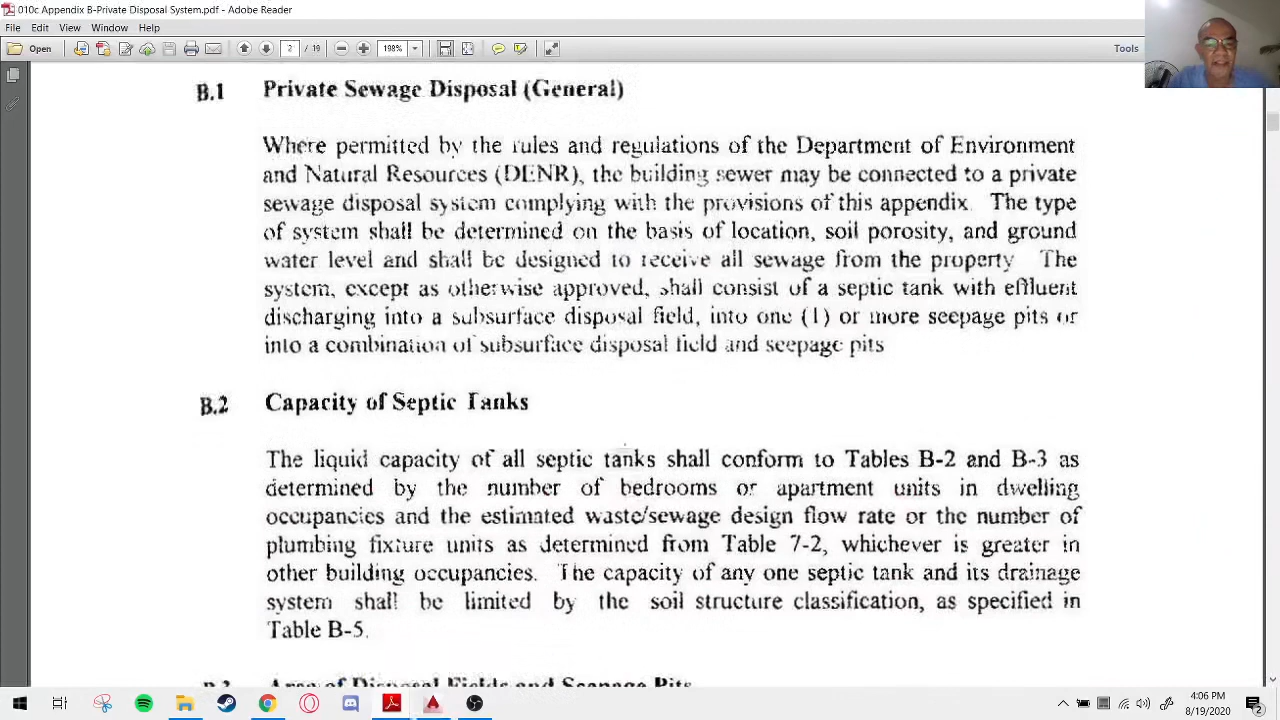 010c Appendix B-Private Disposal System.pdf - Adobe Reader
File Edit View Window Help
Open 2 / 19 198% Tools
B.1 Private Sewage Disposal (General)
Where permitted by the rules and regulations of the Department of Environment
and Natural Resources (DENR), the building sewer may be connected to a private
sewage disposal system complying with the provisions of this appendix. The type
of system shall be determined on the basis of location, soil porosity, and ground
water level and shall be designed to receive all sewage from the property The
system, except as otherwise approved, shall consist of a septic tank with effluent
discharging into a subsurface disposal field, into one (1) or more seepage pits or
into a combination of subsurface disposal field and seepage pits
B.2 Capacity of Septic Tanks
The liquid capacity of all septic tanks shall conform to Tables B-2 and B-3 as
determined by the number of bedrooms or apartment units in dwelling
occupancies and the estimated waste/sewage design flow rate or the number of
plumbing fixture units as determined from Table 7-2, whichever is greater in
other building occupancies. The capacity of any one septic tank and its drainage
system shall be limited by the soil structure classification, as specified in
Table B-5.
B.3 Area of Disposal Fields and Seepage Pits
4:06 PM
8/19/2020
2